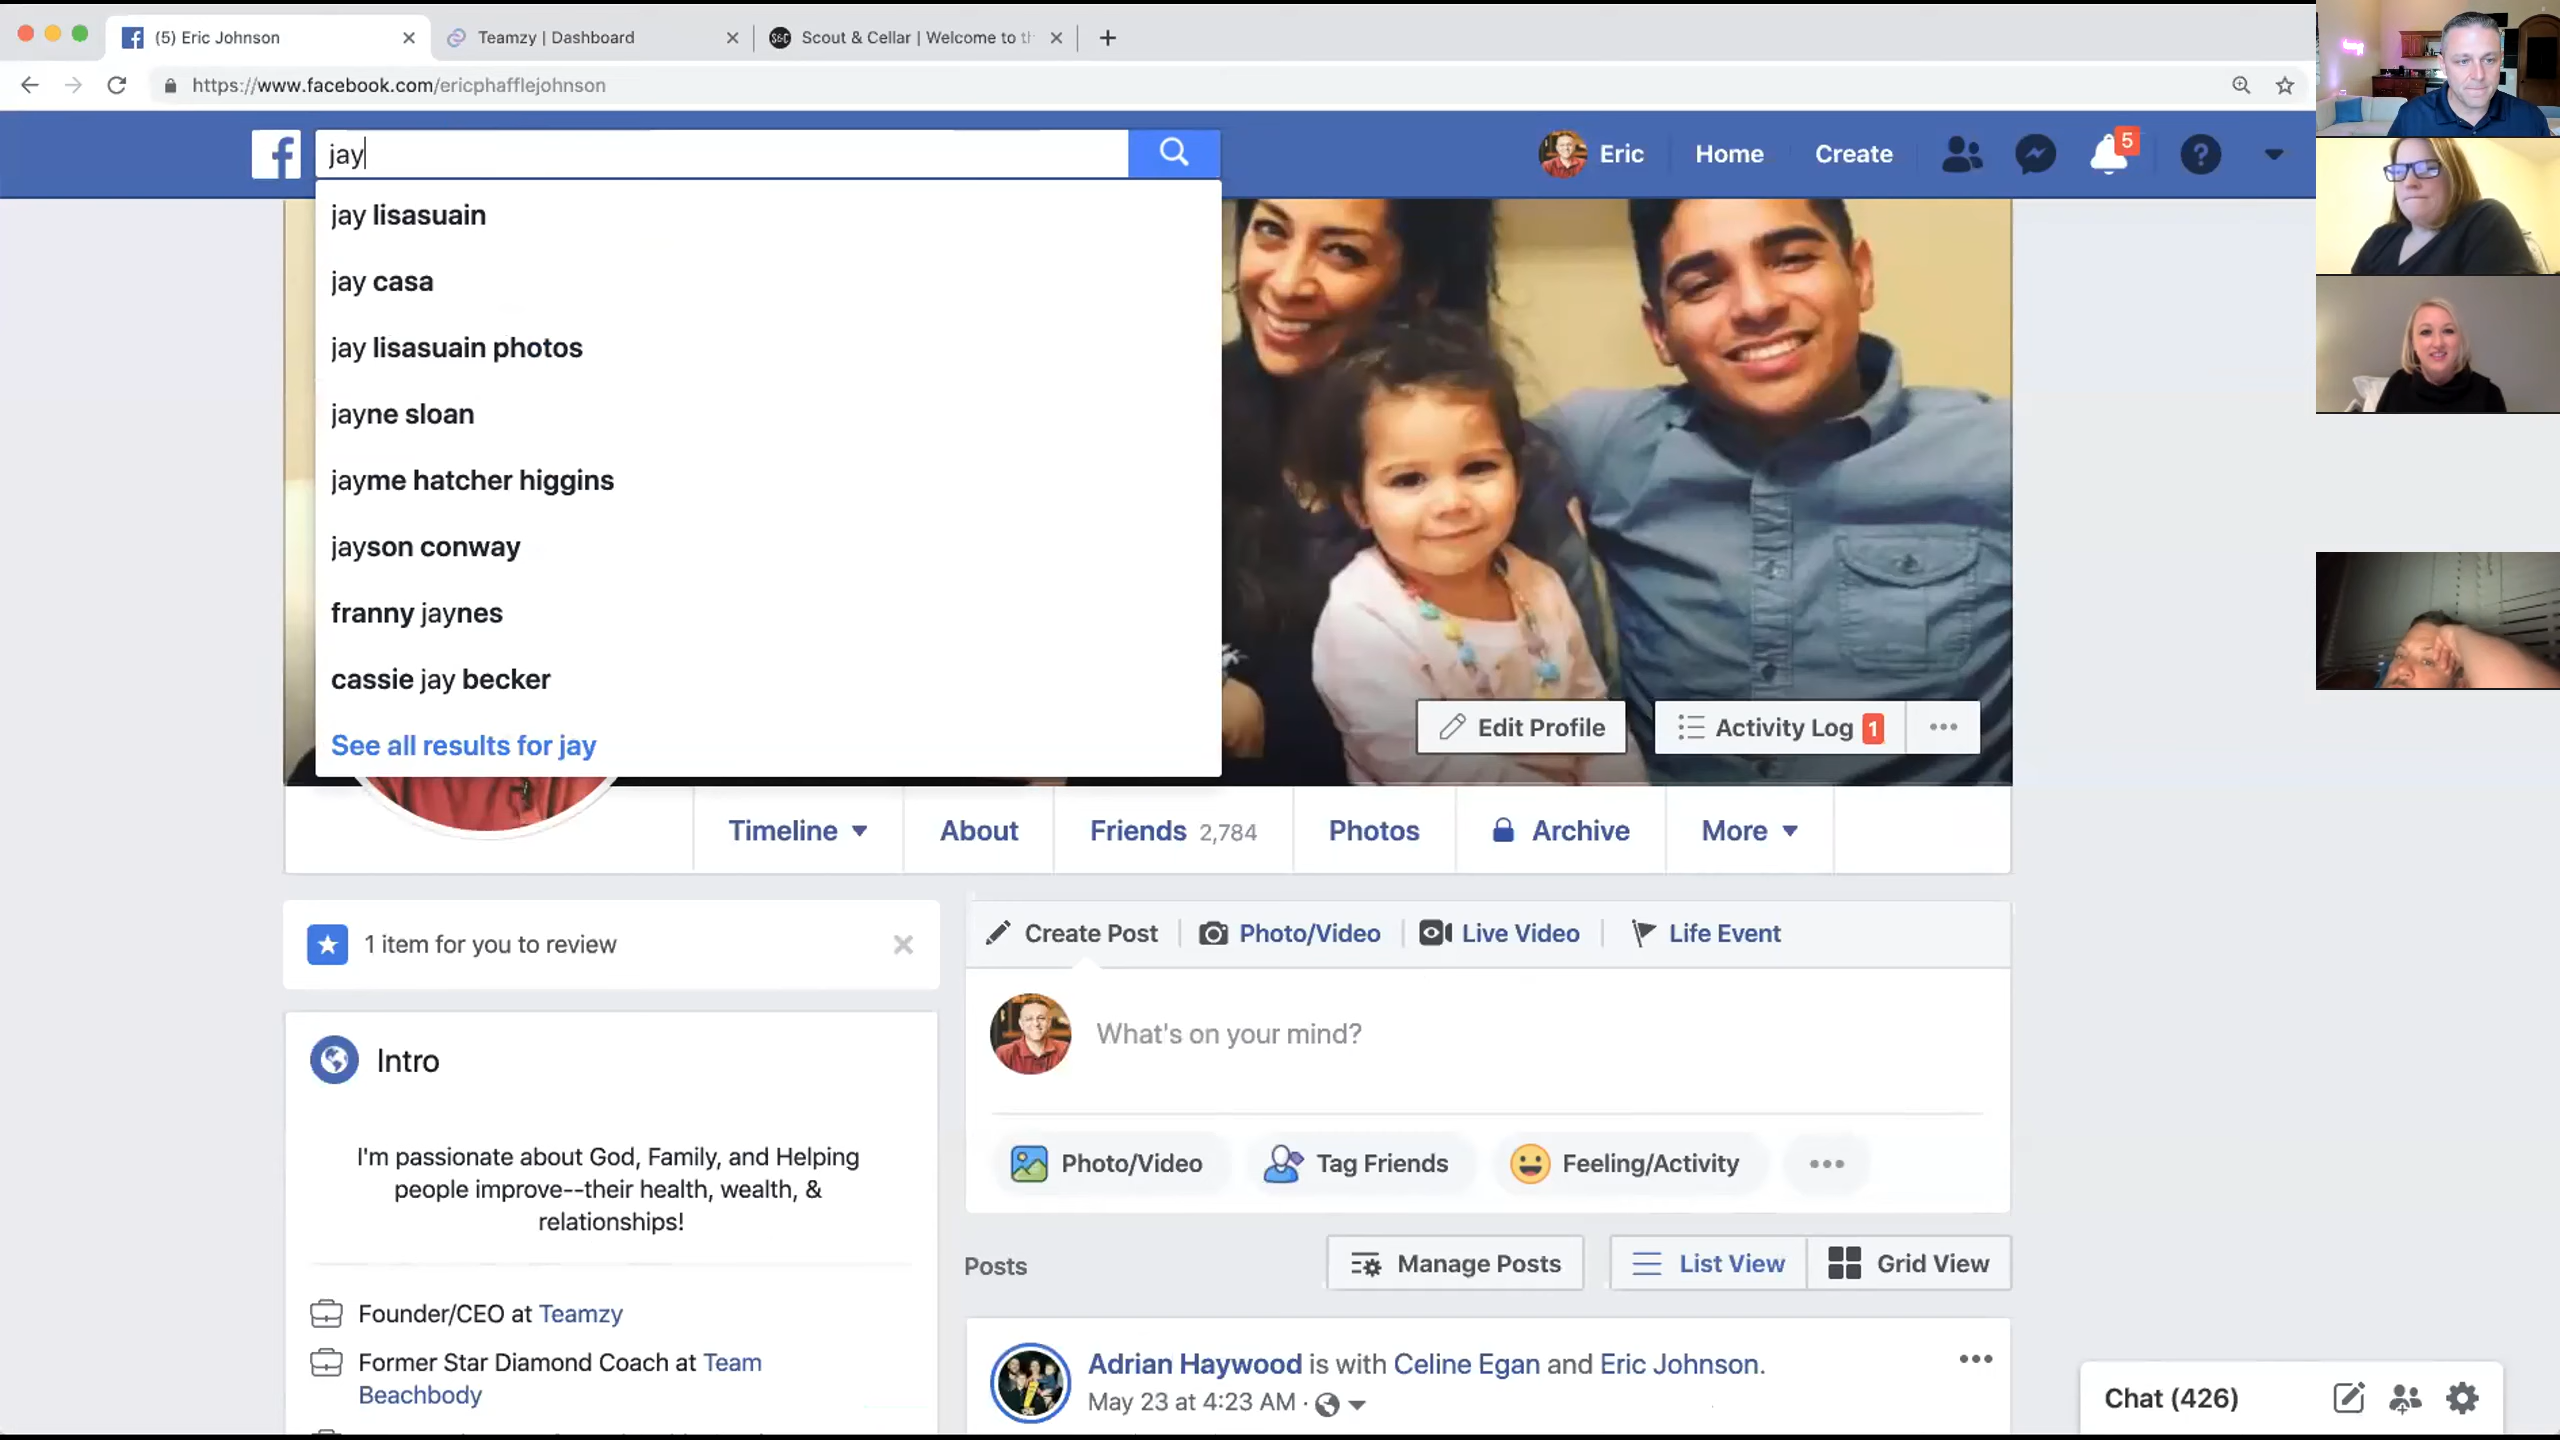 (5) Eric Johnson
Teamzy | Dashboard
Scout & Cellar | Welcome to th
https://www.facebook.com/ericphafflejohnson
jay
Eric
Home
Create
5
jay lisasuain
jay casa
jay lisasuain photos
jayne sloan
jayme hatcher higgins
jayson conway
franny jaynes
cassie jay becker
See all results for jay
Edit Profile
Activity Log 1
Timeline
About
Friends 2,784
Photos
Archive
More
1 item for you to review
Create Post
Photo/Video
Live Video
Life Event
What's on your mind?
Photo/Video
Tag Friends
Feeling/Activity
Intro
I'm passionate about God, Family, and Helping
people improve--their health, wealth, &
relationships!
Founder/CEO at Teamzy
Former Star Diamond Coach at Team
Beachbody
Posts
Manage Posts
List View
Grid View
Adrian Haywood is with Celine Egan and Eric Johnson.
May 23 at 4:23 AM ·
Chat (426)